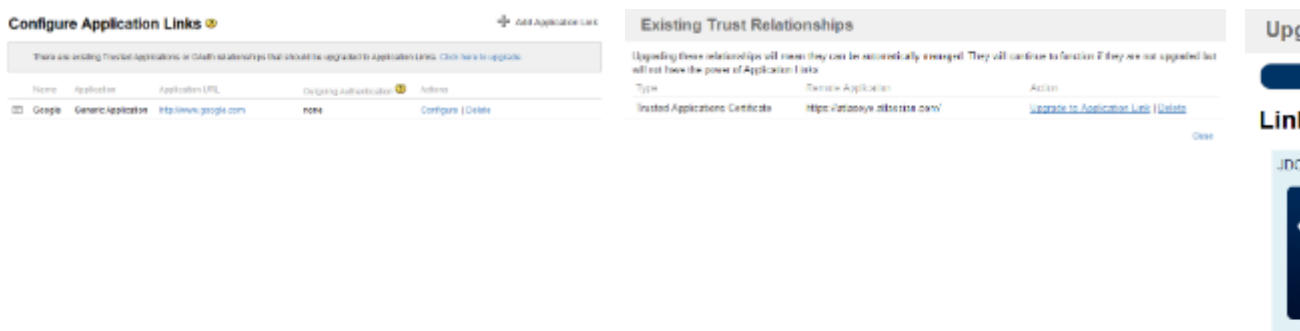 Configure Application Links
Add Application Link
There are existing Trusted Applications or OAuth relationships that should be upgraded to Application Links. Click here to upgrade.
Name Application Application URL Outgoing Authentication Actions
Google Generic Application http://www.google.com none Configure | Delete
Existing Trust Relationships
Upgrading these relationships will mean they can be automatically managed. They will continue to function if they are not upgraded but
will not have the power of Application Links
Type Remote Application Action
Trusted Applications Certificate Upgrade to Application Link | Delete
Close
Upg
Lin
JDC